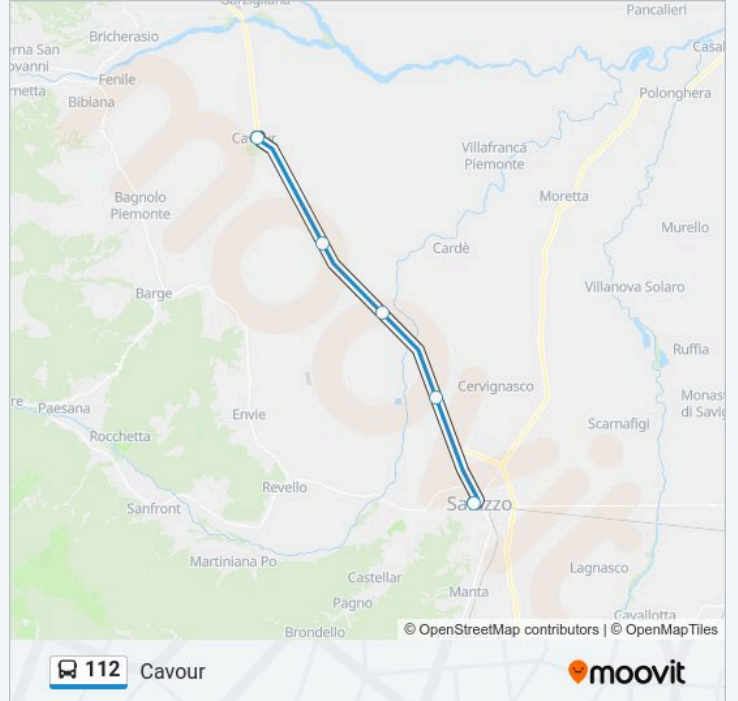 Pancalieri
Bricherasio
Casal
Fenile
Bibiana
Polonghera
Villafranca
Piemonte
Bagnolo
Piemonte
Moretta
Murello
Cardè
Villanova Solaro
Barge
Ruffia
Cervignasco
Paesana
Envie
Monas
di Savig
Scarnafigi
Rocchetta
Revello
Sanfront
Martiniana Po
Lagnasco
Castellar
Manta
Pagno
Cavallotta
Brondello
© OpenStreetMap contributors | © OpenMapTiles
112 Cavour
moovit